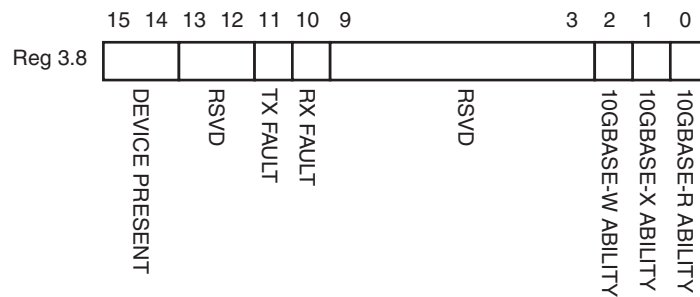 15 14 13 12 11 10 9 3 2 1 0
Reg 3.8
DEVICE PRESENT
RSVD
TX FAULT
RX FAULT
RSVD
10GBASE-W ABILITY
10GBASE-X ABILITY
10GBASE-R ABILITY